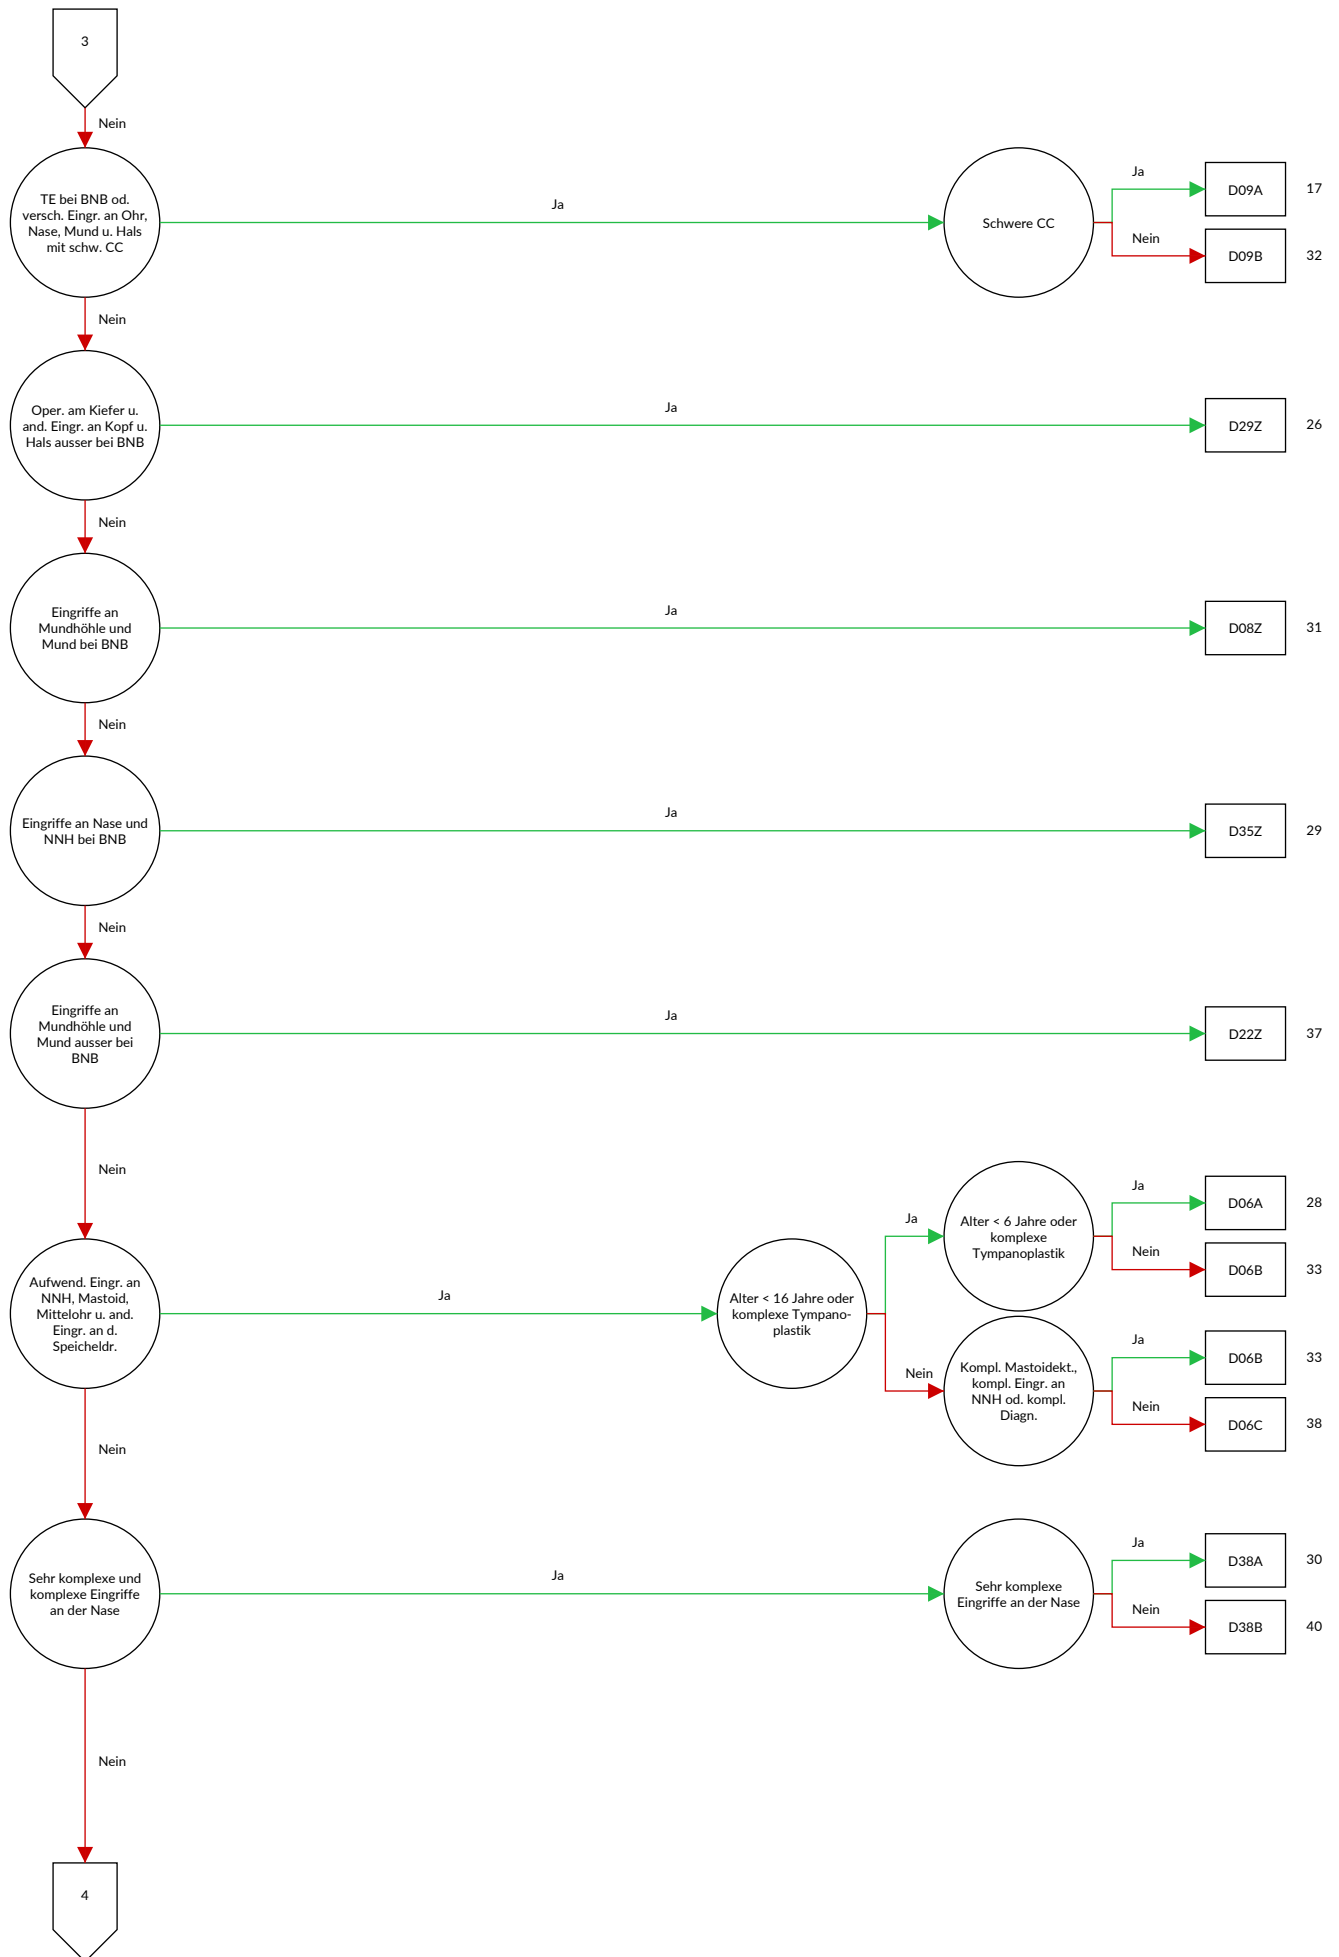 3
Nein
TE bei BNB od.
versch. Eingr. an Ohr,
Nase, Mund u. Hals
mit schw. CC
Ja
Schwere CC
Ja
D09A
17
Nein
D09B
32
Nein
Oper. am Kiefer u.
and. Eingr. an Kopf u.
Hals ausser bei BNB
Ja
D29Z
26
Nein
Eingriffe an
Mundhöhle und
Mund bei BNB
Ja
D08Z
31
Nein
Eingriffe an Nase und
NNH bei BNB
Ja
D35Z
29
Nein
Eingriffe an
Mundhöhle und
Mund ausser bei
BNB
Ja
D22Z
37
Nein
Aufwend. Eingr. an
NNH, Mastoid,
Mittelohr u. and.
Eingr. an d.
Speicheldr.
Ja
Alter < 16 Jahre oder
komplexe Tympano-
plastik
Ja
Alter < 6 Jahre oder
komplexe
Tympanoplastik
Ja
D06A
28
Nein
D06B
33
Nein
Kompl. Mastoidekt.,
kompl. Eingr. an
NNH od. kompl.
Diagn.
Ja
D06B
33
Nein
D06C
38
Nein
Sehr komplexe und
komplexe Eingriffe
an der Nase
Ja
Sehr komplexe
Eingriffe an der Nase
Ja
D38A
30
Nein
D38B
40
Nein
4